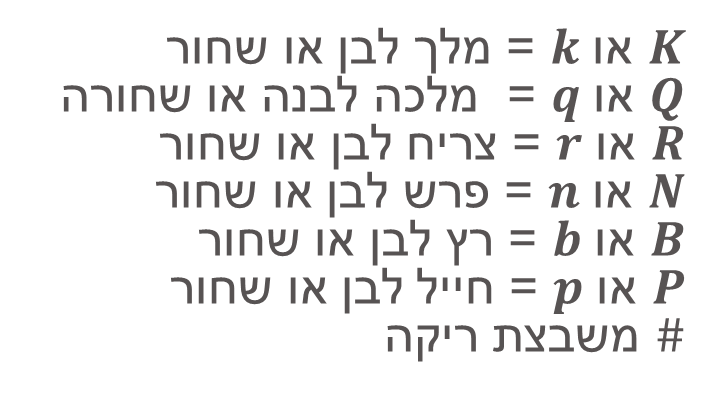 K או k = מלך לבן או שחור
Q או q = מלכה לבנה או שחורה
R או r = צריח לבן או שחור
N או n = פרש לבן או שחור
B או b = רץ לבן או שחור
P או p = חייל לבן או שחור
# משבצת ריקה